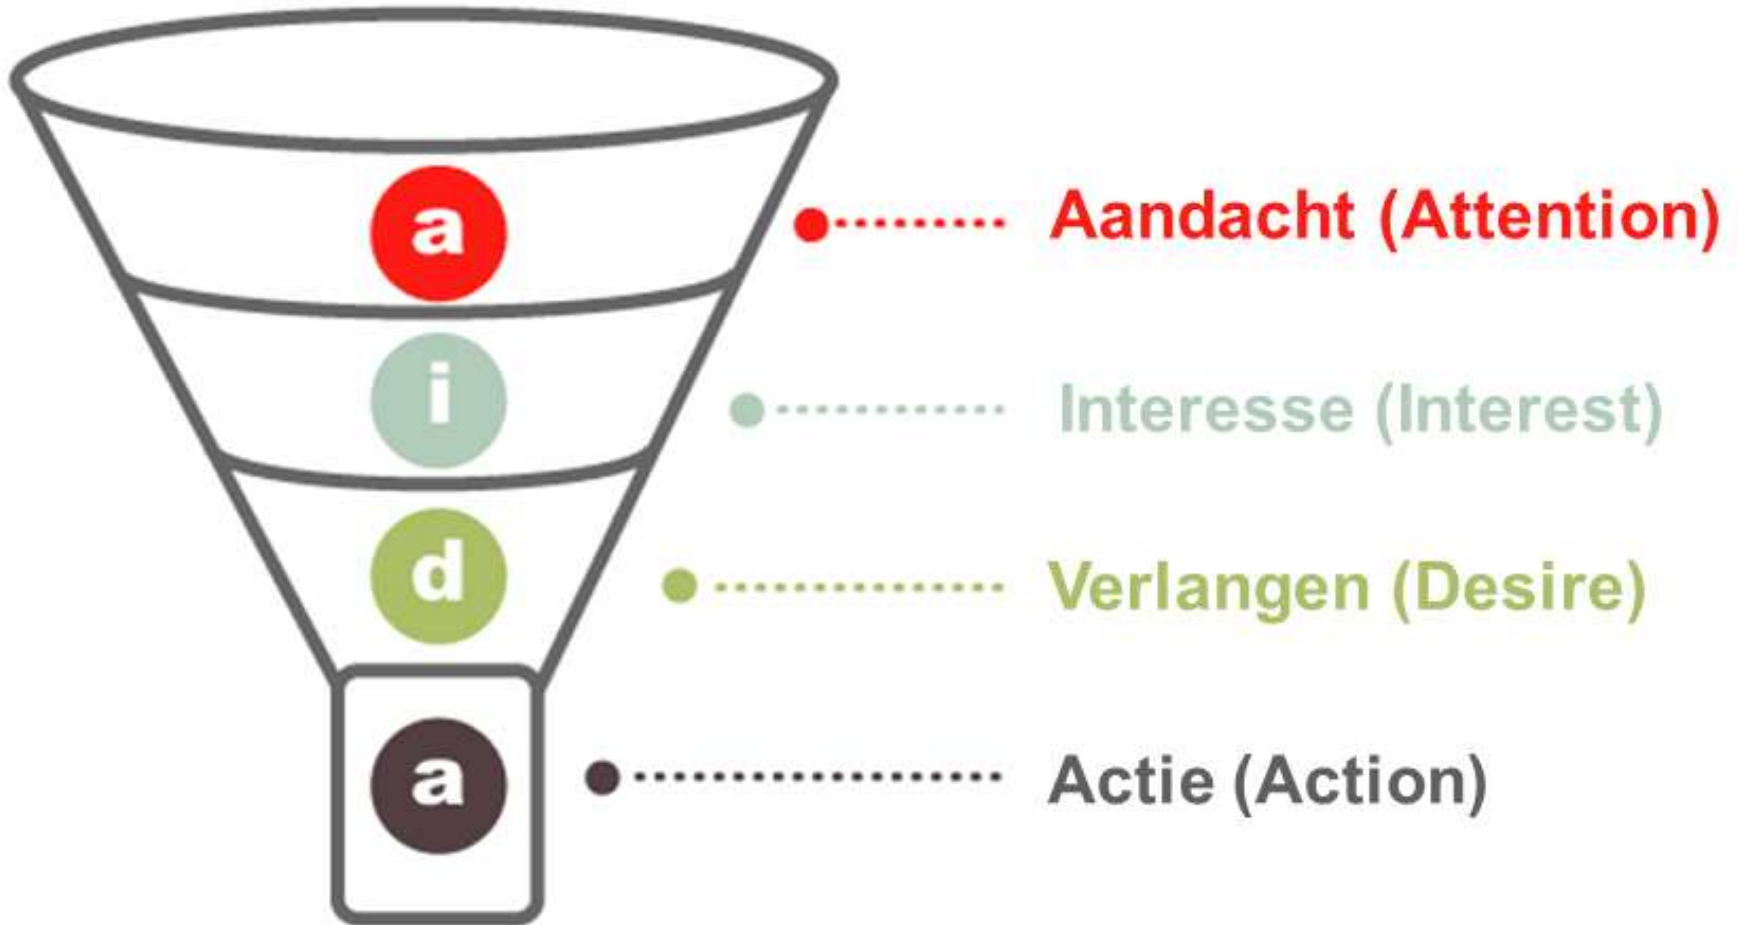 a
Aandacht (Attention)
i
Interesse (Interest)
d
Verlangen (Desire)
a
Actie (Action)